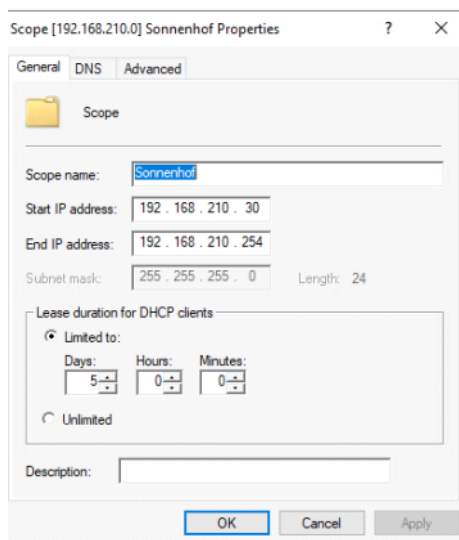 Scope [192.168.210.0] Sonnenhof Properties ? X
General DNS Advanced
Scope
Scope name: Sonnenhof
Start IP address: 192 . 168 . 210 . 30
End IP address: 192 . 168 . 210 . 254
Subnet mask: 255 . 255 . 255 . 0 Length: 24
Lease duration for DHCP clients
Limited to:
Days: Hours: Minutes:
5 0 0
Unlimited
Description:
OK Cancel Apply